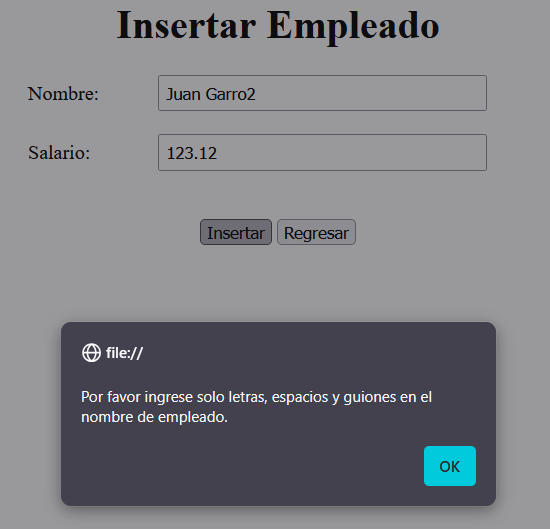 Insertar Empleado
Nombre: Juan Garro2
Salario: 123.12
Insertar Regresar
file://
Por favor ingrese solo letras, espacios y guiones en el
nombre de empleado.
OK